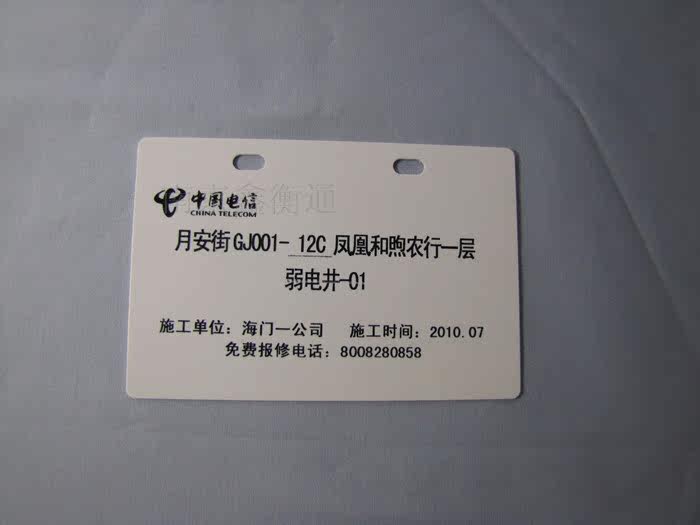 中国电信
CHINA TELECOM
月安街GJ001-12C凤凰和煦农行一层
弱电井-01
施工单位：海门一公司 施工时间：2010.07
免费报修电话：8008280858